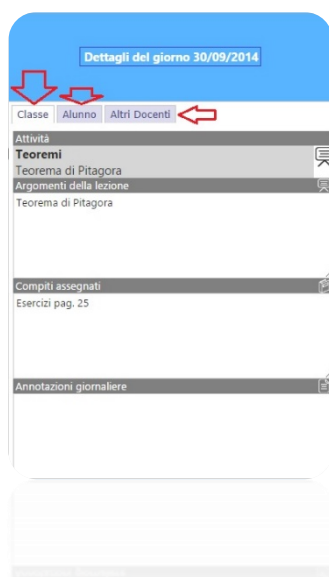 Dettagli del giorno 30/09/2014
Classe Alunno Altri Docenti
Attività
Teoremi
Teorema di Pitagora
Argomenti della lezione
Teorema di Pitagora
Compiti assegnati
Esercizi pag. 25
Annotazioni giornaliere